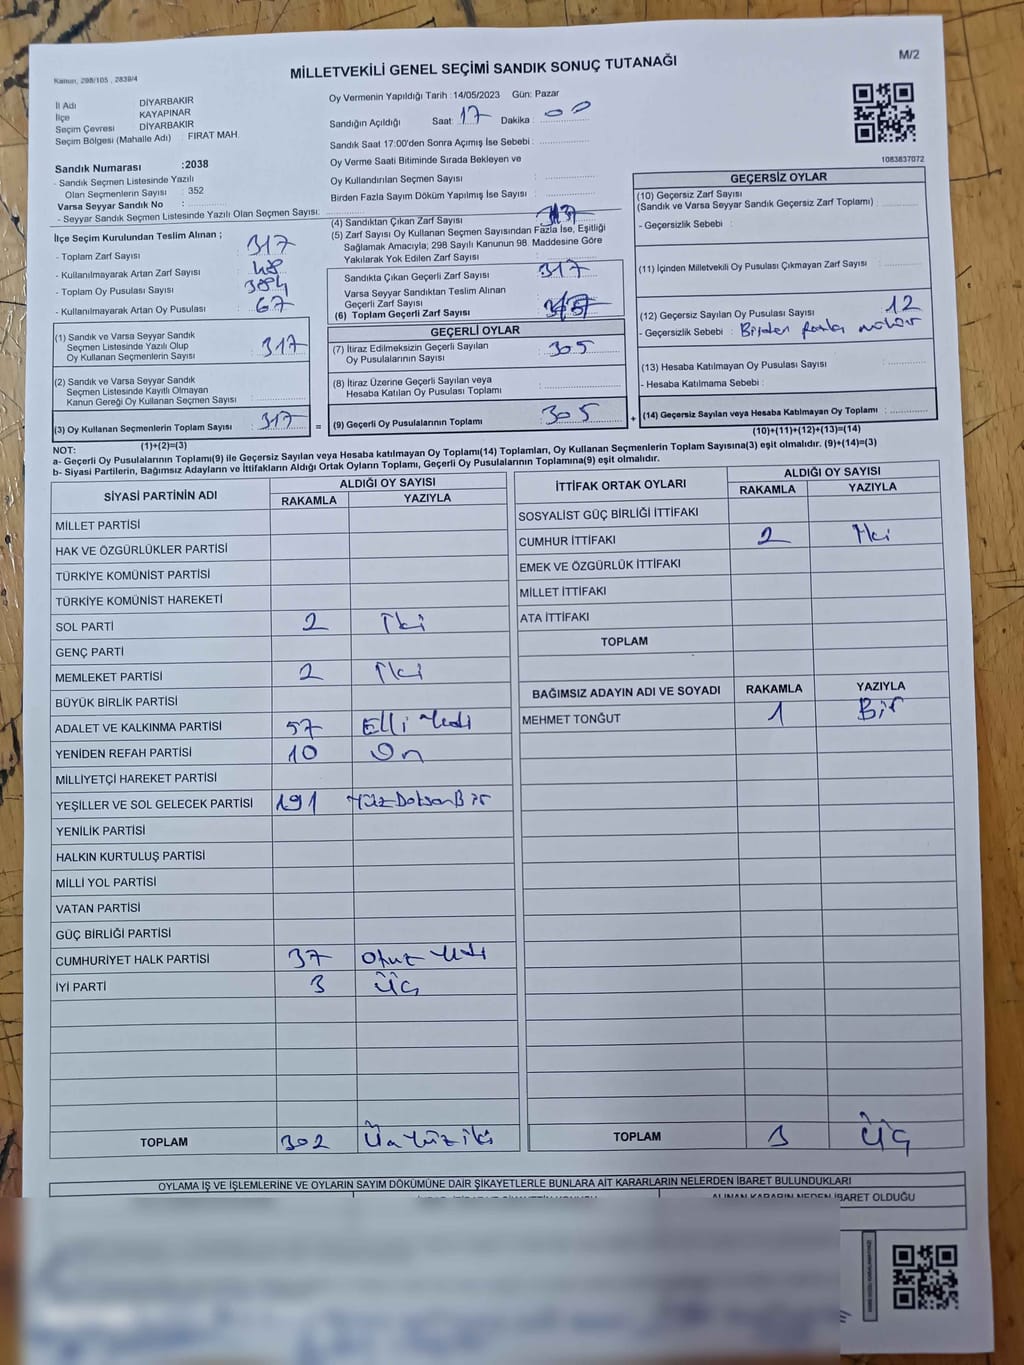 Kanun, 298/105 , 2839/4
MİLLETVEKİLİ GENEL SEÇİMİ SANDIK SONUÇ TUTANAĞI
M/2
İl Adı DİYARBAKIR
İlçe KAYAPINAR
Seçim Çevresi DİYARBAKIR
Seçim Bölgesi (Mahalle Adı) FIRAT MAH.
Sandık Numarası :2038
- Sandık Seçmen Listesinde Yazılı
Olan Seçmenlerin Sayısı : 352
Varsa Seyyar Sandık No :
- Seyyar Sandık Seçmen Listesinde Yazılı Olan Seçmen Sayısı:
Oy Vermenin Yapıldığı Tarih :14/05/2023 Gün: Pazar
Sandığın Açıldığı Saat: 17 Dakika : 00
Sandık Saat 17:00'den Sonra Açımış İse Sebebi :
Oy Verme Saati Bitiminde Sırada Bekleyen ve
Oy Kullandırılan Seçmen Sayısı :
Birden Fazla Sayım Döküm Yapılmış İse Sayısı :
1083837072
İlçe Seçim Kurulundan Teslim Alınan ;
- Toplam Zarf Sayısı : 317
- Kullanılmayarak Artan Zarf Sayısı : 48
- Toplam Oy Pusulası Sayısı : 384
- Kullanılmayarak Artan Oy Pusulası : 67
(1) Sandık ve Varsa Seyyar Sandık
Seçmen Listesinde Yazılı Olup
Oy Kullanan Seçmenlerin Sayısı : 317
(2) Sandık ve Varsa Seyyar Sandık
Seçmen Listesinde Kayıtlı Olmayan
Kanun Gereği Oy Kullanan Seçmen Sayısı :
(3) Oy Kullanan Seçmenlerin Toplam Sayısı : 317
(1)+(2)=(3)
(4) Sandıktan Çıkan Zarf Sayısı :
(5) Zarf Sayısı Oy Kullanan Seçmen Sayısından Fazla İse, Eşitliği
Sağlamak Amacıyla; 298 Sayılı Kanunun 98. Maddesine Göre
Yakılarak Yok Edilen Zarf Sayısı :
Sandıkta Çıkan Geçerli Zarf Sayısı : 317
Varsa Seyyar Sandıktan Teslim Alınan
Geçerli Zarf Sayısı :
(6) Toplam Geçerli Zarf Sayısı :
GEÇERLİ OYLAR
(7) İtiraz Edilmeksizin Geçerli Sayılan
Oy Pusulalarının Sayısı : 305
(8) İtiraz Üzerine Geçerli Sayılan veya
Hesaba Katılan Oy Pusulası Toplamı :
= (9) Geçerli Oy Pusulalarının Toplamı : 305 +
GEÇERSİZ OYLAR
(10) Geçersiz Zarf Sayısı
(Sandık ve Varsa Seyyar Sandık Geçersiz Zarf Toplamı) :
- Geçersizlik Sebebi :
(11) İçinden Milletvekili Oy Pusulası Çıkmayan Zarf Sayısı :
(12) Geçersiz Sayılan Oy Pusulası Sayısı : 12
- Geçersizlik Sebebi : Birden fazla mühür
(13) Hesaba Katılmayan Oy Pusulası Sayısı :
- Hesaba Katılmama Sebebi :
(14) Geçersiz Sayılan veya Hesaba Katılmayan Oy Toplamı :
(10)+(11)+(12)+(13)=(14)
NOT:
a- Geçerli Oy Pusulalarının Toplamı(9) ile Geçersiz Sayılan veya Hesaba Katılmayan Oy Toplamı(14) Toplamları, Oy Kullanan Seçmenlerin Toplam Sayısına(3) eşit olmalıdır. (9)+(14)=(3)
b- Siyasi Partilerin, Bağımsız Adayların ve İttifakların Aldığı Ortak Oyların Toplamı, Geçerli Oy Pusulalarının Toplamına(9) eşit olmalıdır.
SİYASİ PARTİNİN ADI ALDIĞI OY SAYISI
RAKAMLA YAZIYLA
MİLLET PARTİSİ
HAK VE ÖZGÜRLÜKLER PARTİSİ
TÜRKİYE KOMÜNİST PARTİSİ
TÜRKİYE KOMÜNİST HAREKETİ
SOL PARTİ 2 İki
GENÇ PARTİ
MEMLEKET PARTİSİ 2 İki
BÜYÜK BİRLİK PARTİSİ
ADALET VE KALKINMA PARTİSİ 57 Elli Yedi
YENİDEN REFAH PARTİSİ 10 On
MİLLİYETÇİ HAREKET PARTİSİ
YEŞİLLER VE SOL GELECEK PARTİSİ 191 YüzDoksanBir
YENİLİK PARTİSİ
HALKIN KURTULUŞ PARTİSİ
MİLLİ YOL PARTİSİ
VATAN PARTİSİ
GÜÇ BİRLİĞİ PARTİSİ
CUMHURİYET HALK PARTİSİ 37 Otuz Yedi
İYİ PARTİ 3 Üç
TOPLAM 302 Üç Yüz iki
İTTİFAK ORTAK OYLARI ALDIĞI OY SAYISI
RAKAMLA YAZIYLA
SOSYALİST GÜÇ BİRLİĞİ İTTİFAKI
CUMHUR İTTİFAKI 2 İki
EMEK VE ÖZGÜRLÜK İTTİFAKI
MİLLET İTTİFAKI
ATA İTTİFAKI
TOPLAM
BAĞIMSIZ ADAYIN ADI VE SOYADI RAKAMLA YAZIYLA
MEHMET TONĞUT 1 Bir
TOPLAM 3 Üç
OYLAMA İŞ VE İŞLEMLERİNE VE OYLARIN SAYIM DÖKÜMÜNE DAİR ŞİKAYETLERLE BUNLARA AİT KARARLARIN NELERDEN İBARET BULUNDUKLARI
ALINAN KARARIN NEDEN İBARET OLDUĞU